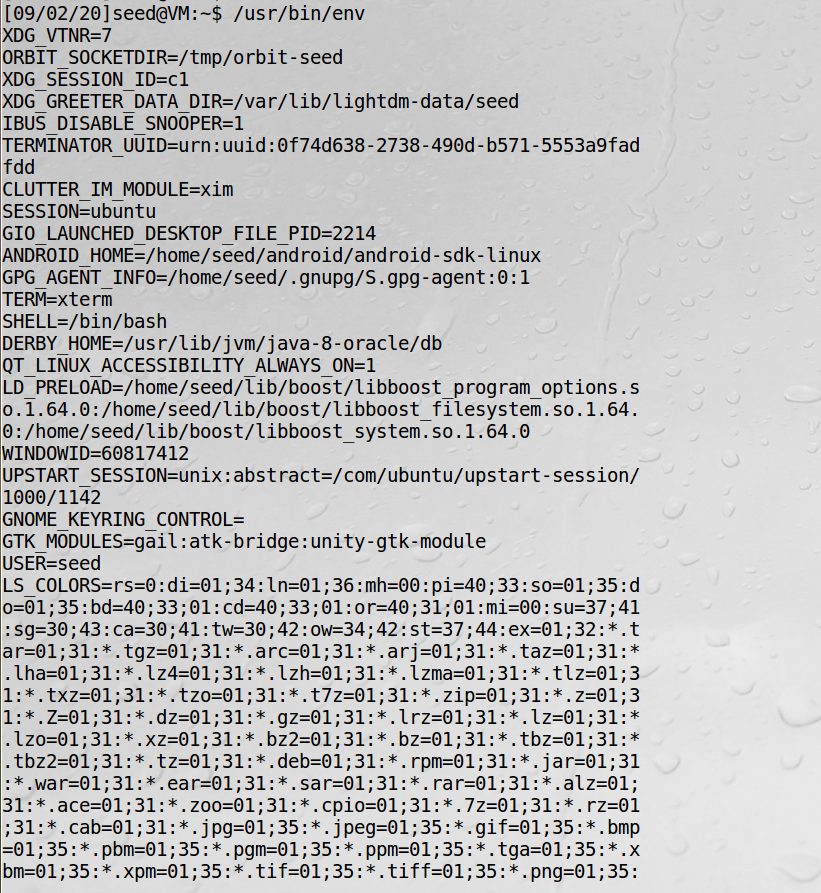 [09/02/20]seed@VM:~$ /usr/bin/env
XDG_VTNR=7
ORBIT_SOCKETDIR=/tmp/orbit-seed
XDG_SESSION_ID=c1
XDG_GREETER_DATA_DIR=/var/lib/lightdm-data/seed
IBUS_DISABLE_SNOOPER=1
TERMINATOR_UUID=urn:uuid:0f74d638-2738-490d-b571-5553a9fad
fdd
CLUTTER_IM_MODULE=xim
SESSION=ubuntu
GIO_LAUNCHED_DESKTOP_FILE_PID=2214
ANDROID_HOME=/home/seed/android/android-sdk-linux
GPG_AGENT_INFO=/home/seed/.gnupg/S.gpg-agent:0:1
TERM=xterm
SHELL=/bin/bash
DERBY_HOME=/usr/lib/jvm/java-8-oracle/db
QT_LINUX_ACCESSIBILITY_ALWAYS_ON=1
LD_PRELOAD=/home/seed/lib/boost/libboost_program_options.s
o.1.64.0:/home/seed/lib/boost/libboost_filesystem.so.1.64.
0:/home/seed/lib/boost/libboost_system.so.1.64.0
WINDOWID=60817412
UPSTART_SESSION=unix:abstract=/com/ubuntu/upstart-session/
1000/1142
GNOME_KEYRING_CONTROL=
GTK_MODULES=gail:atk-bridge:unity-gtk-module
USER=seed
LS_COLORS=rs=0:di=01;34:ln=01;36:mh=00:pi=40;33:so=01;35:d
o=01;35:bd=40;33;01:cd=40;33;01:or=40;31;01:mi=00:su=37;41
:sg=30;43:ca=30;41:tw=30;42:ow=34;42:st=37;44:ex=01;32:*.t
ar=01;31:*.tgz=01;31:*.arc=01;31:*.arj=01;31:*.taz=01;31:*
.lha=01;31:*.lz4=01;31:*.lzh=01;31:*.lzma=01;31:*.tlz=01;3
1:*.txz=01;31:*.tzo=01;31:*.t7z=01;31:*.zip=01;31:*.z=01;3
1:*.Z=01;31:*.dz=01;31:*.gz=01;31:*.lrz=01;31:*.lz=01;31:*
.lzo=01;31:*.xz=01;31:*.bz2=01;31:*.bz=01;31:*.tbz=01;31:*
.tbz2=01;31:*.tz=01;31:*.deb=01;31:*.rpm=01;31:*.jar=01;31
:*.war=01;31:*.ear=01;31:*.sar=01;31:*.rar=01;31:*.alz=01;
31:*.ace=01;31:*.zoo=01;31:*.cpio=01;31:*.7z=01;31:*.rz=01
;31:*.cab=01;31:*.jpg=01;35:*.jpeg=01;35:*.gif=01;35:*.bmp
=01;35:*.pbm=01;35:*.pgm=01;35:*.ppm=01;35:*.tga=01;35:*.x
bm=01;35:*.xpm=01;35:*.tif=01;35:*.tiff=01;35:*.png=01;35: